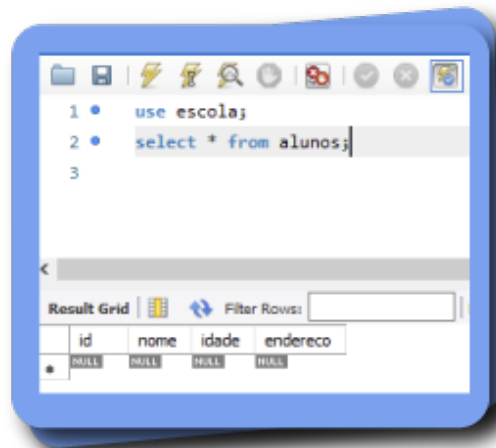 1 use escola;
2 select * from alunos;
3
Result Grid Filter Rows:
id nome idade endereco
NULL NULL NULL NULL